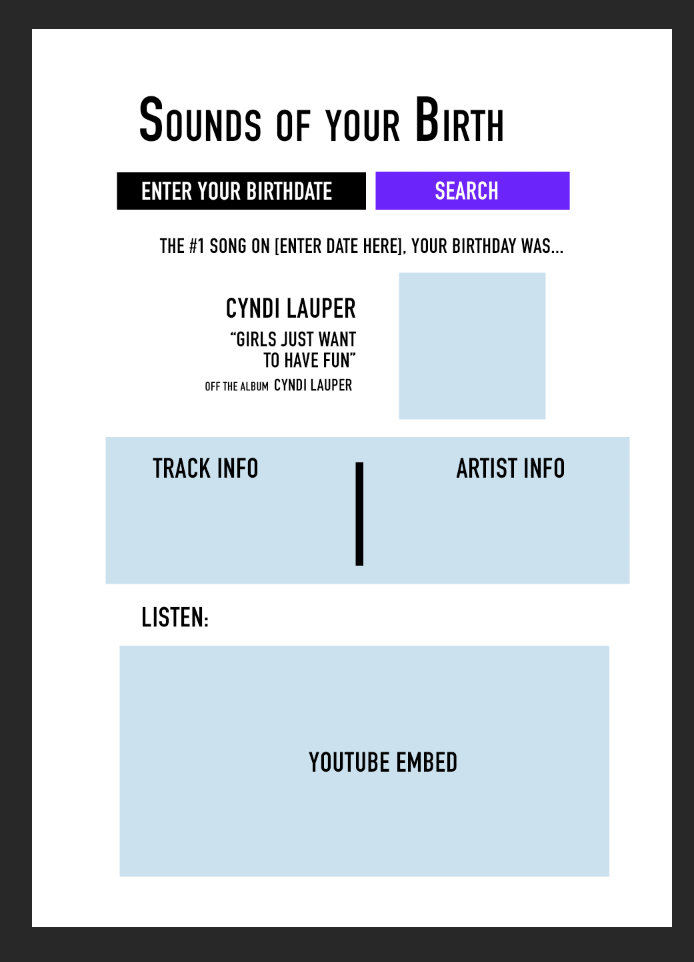 Sounds of your Birth
ENTER YOUR BIRTHDATE
SEARCH
THE #1 SONG ON [ENTER DATE HERE], YOUR BIRTHDAY WAS...
CYNDI LAUPER
“GIRLS JUST WANT
TO HAVE FUN”
OFF THE ALBUM CYNDI LAUPER
TRACK INFO
ARTIST INFO
LISTEN:
YOUTUBE EMBED